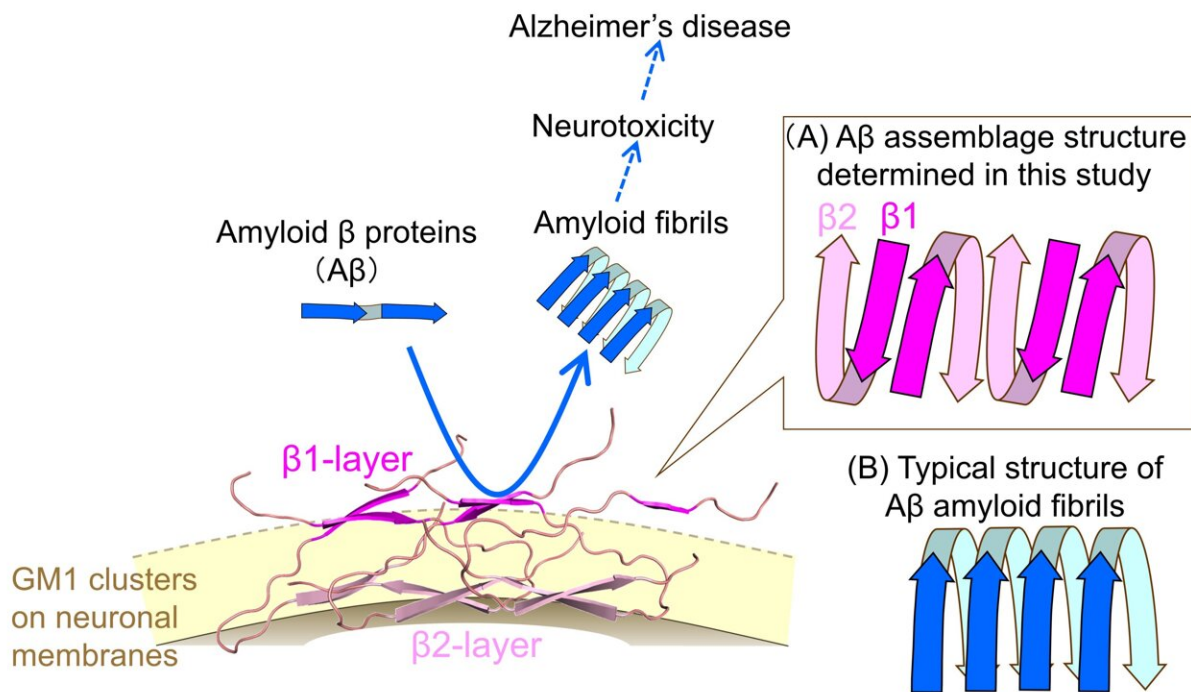 Alzheimer's disease
Neurotoxicity
Amyloid fibrils
Amyloid β proteins
（Aβ）
β1-layer
GM1 clusters
on neuronal
membranes
β2-layer
（A) Aβ assemblage structure
determined in this study
β2 β1
(B) Typical structure of
Aβ amyloid fibrils